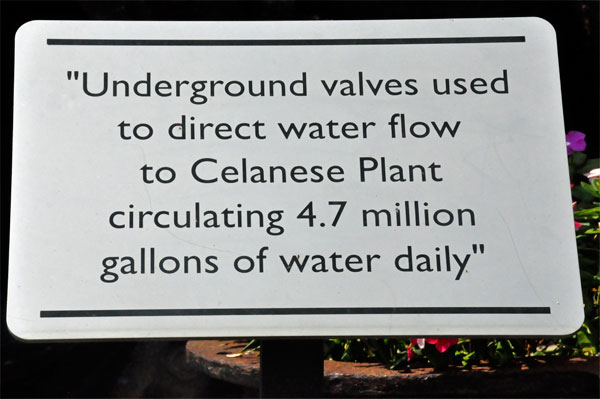 "Underground valves used
to direct water flow
to Celanese Plant
circulating 4.7 million
gallons of water daily"